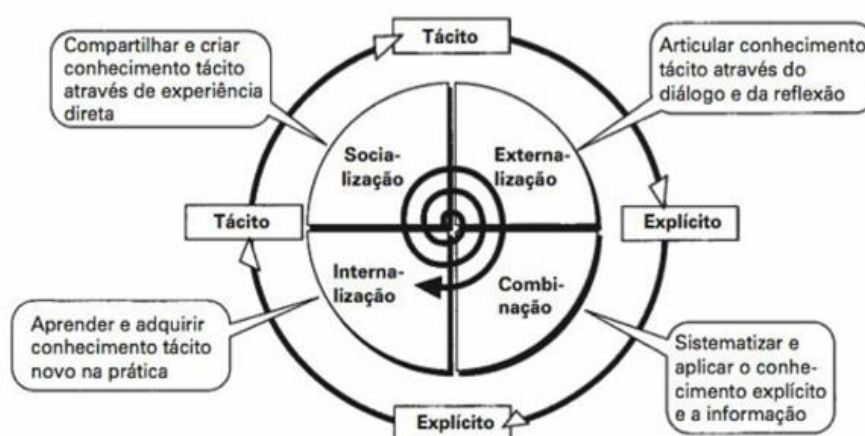 Tácito
Compartilhar e criar
conhecimento tácito
através de experiência
direta
Articular conhecimento
tácito através do
diálogo e da reflexão
Socia-
lização
Externa-
lização
Tácito
Explícito
Interna-
lização
Combi-
nação
Aprender e adquirir
conhecimento tácito
novo na prática
Sistematizar e
aplicar o conhe-
cimento explícito
e a informação
Explícito